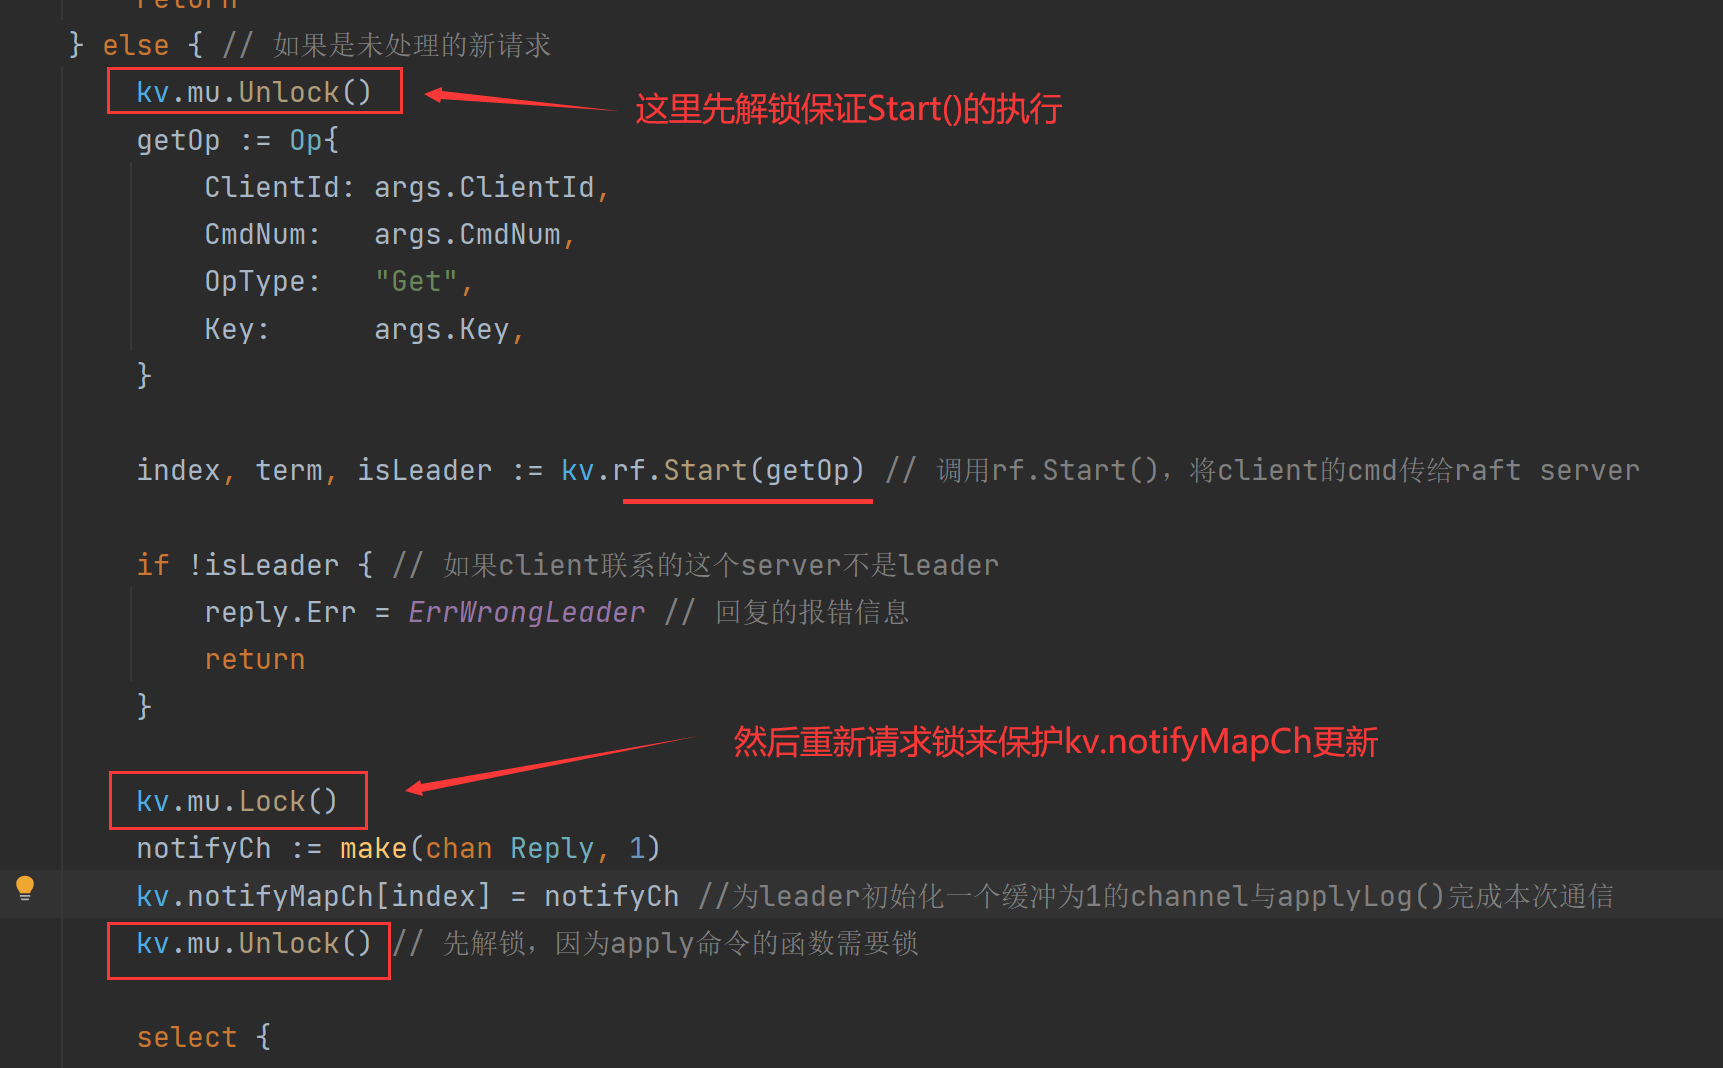 return
} else { // 如果是未处理的新请求
kv.mu.Unlock()
这里先解锁保证Start()的执行
getOp := Op{
ClientId: args.ClientId,
CmdNum: args.CmdNum,
OpType: "Get",
Key: args.Key,
}
index, term, isLeader := kv.rf.Start(getOp) // 调用rf.Start()，将client的cmd传给raft server
if !isLeader { // 如果client联系的这个server不是leader
reply.Err = ErrWrongLeader // 回复的报错信息
return
}
然后重新请求锁来保护kv.notifyMapCh更新
kv.mu.Lock()
notifyCh := make(chan Reply, 1)
kv.notifyMapCh[index] = notifyCh //为leader初始化一个缓冲为1的channel与applyLog()完成本次通信
kv.mu.Unlock() // 先解锁，因为apply命令的函数需要锁
select {